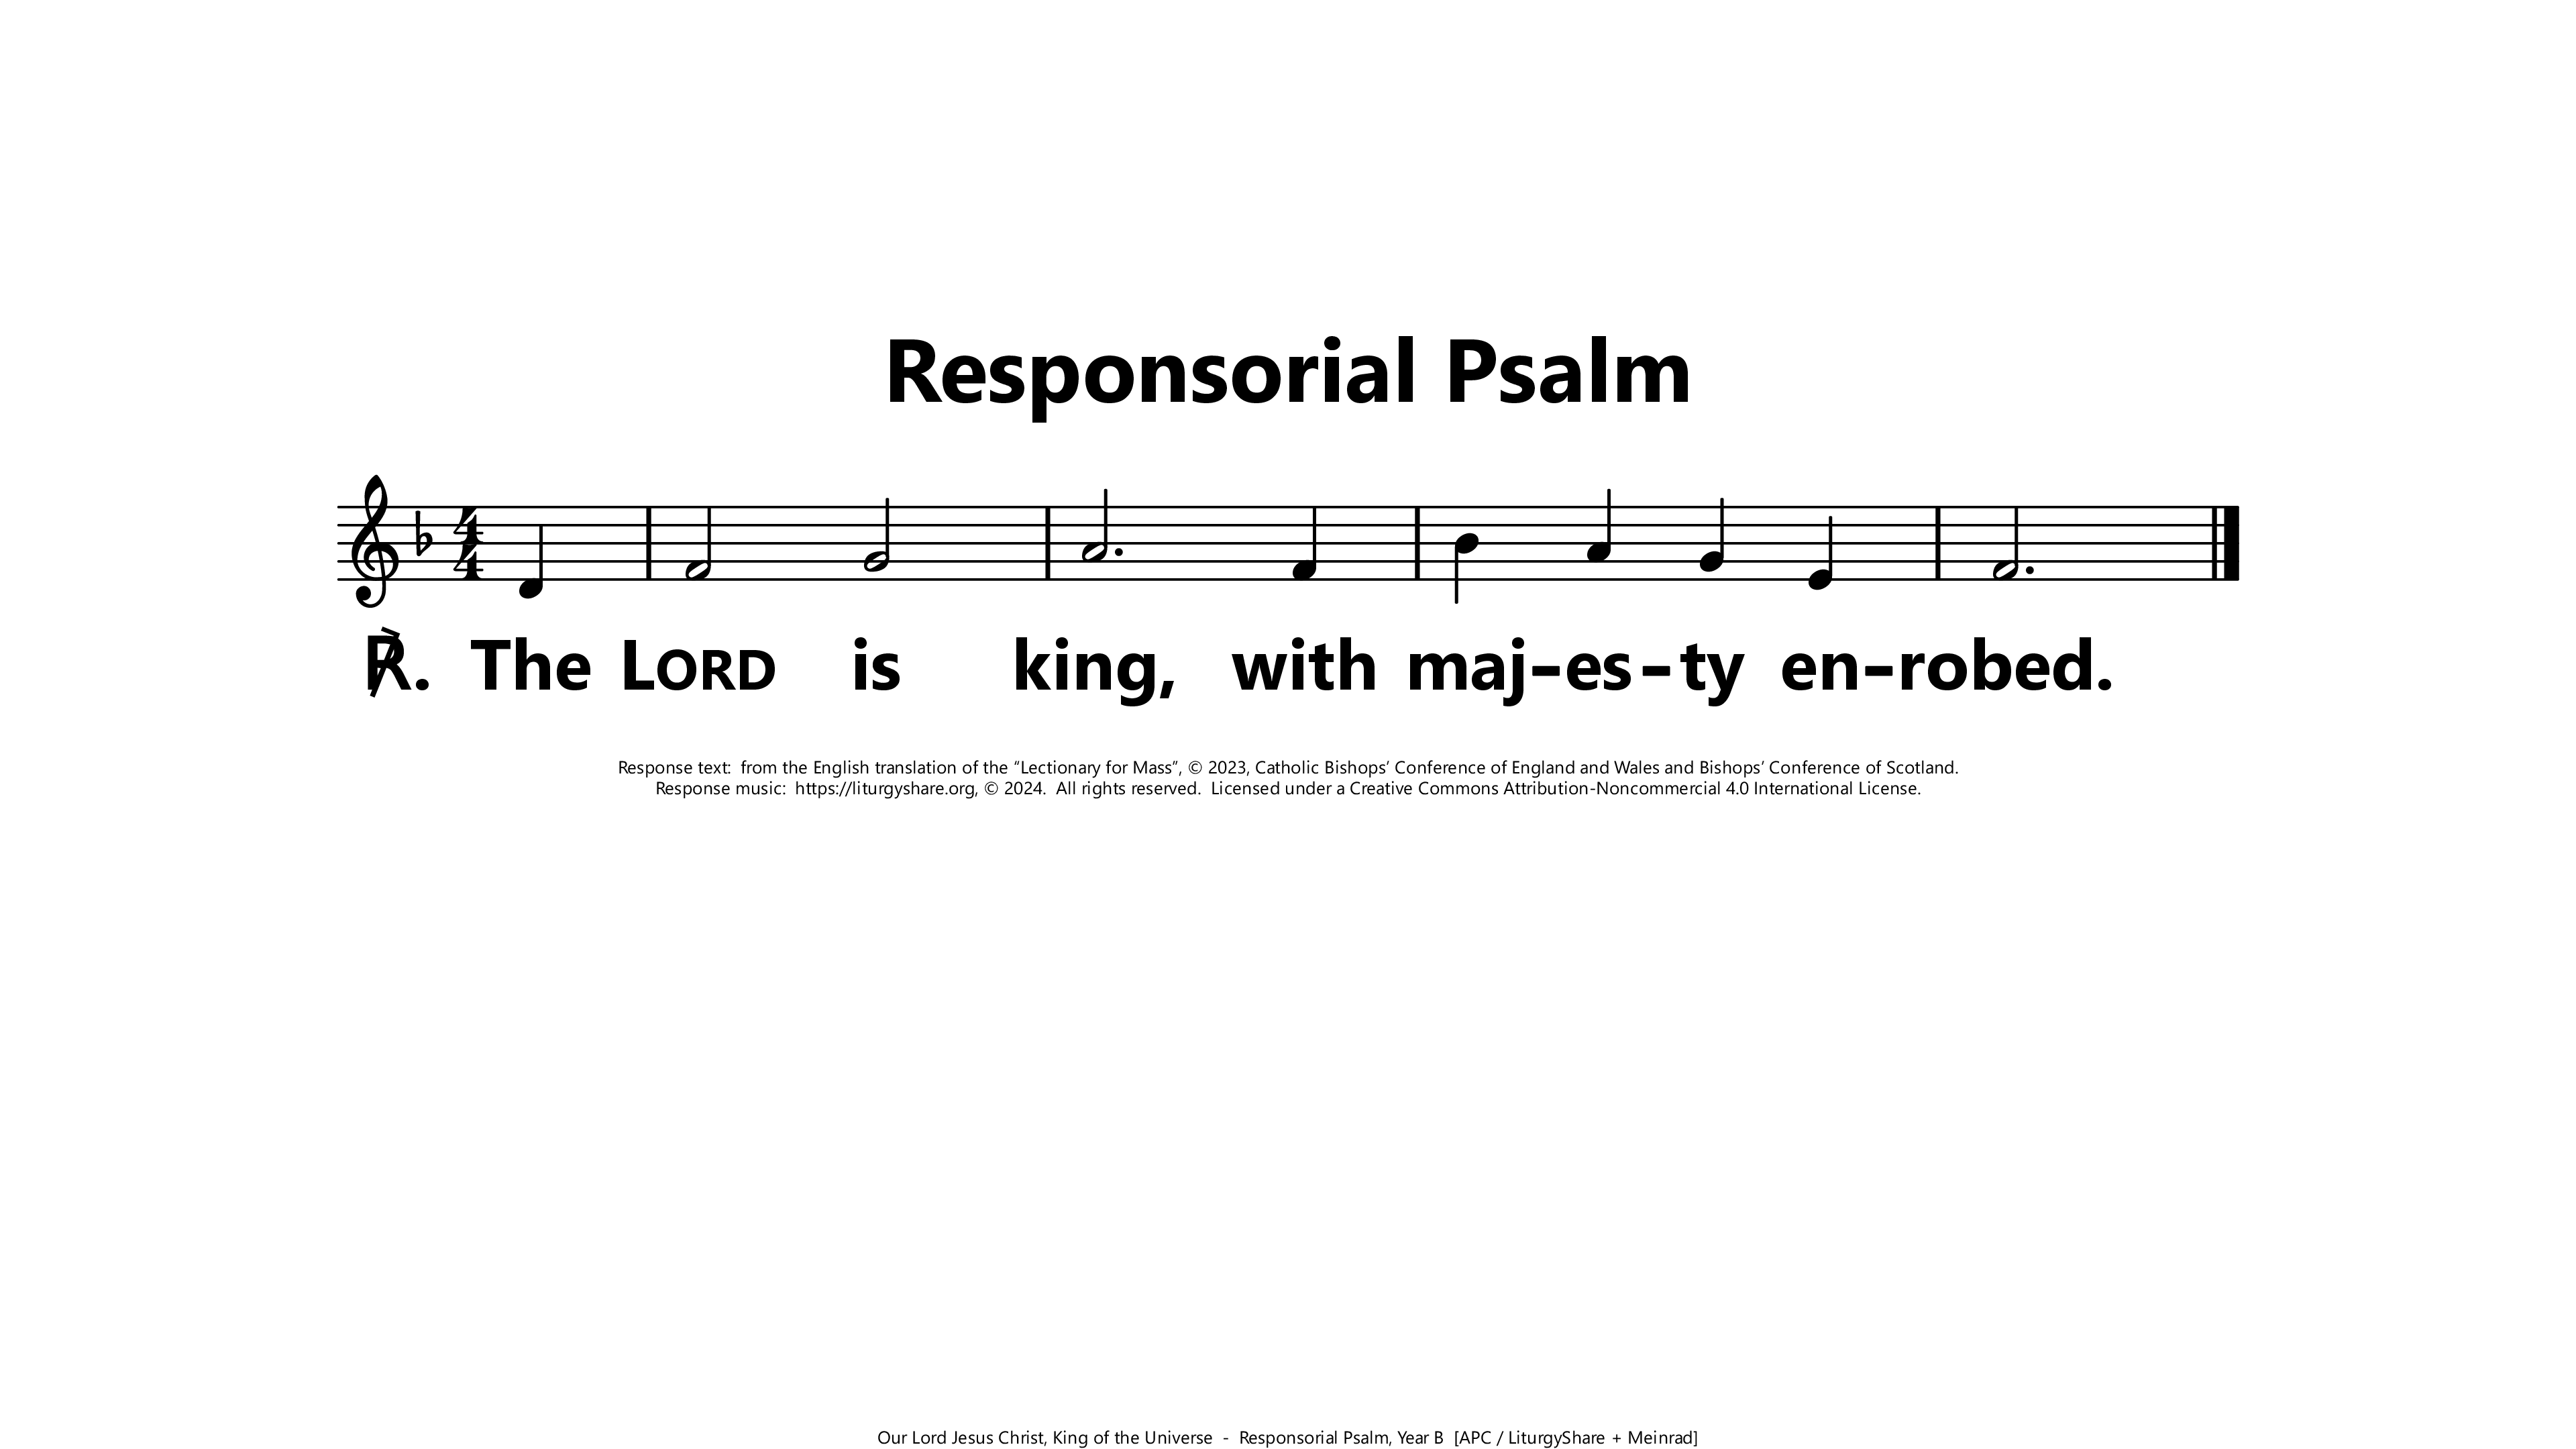 Responsorial Psalm
4
4
℟. The LORD is king, with maj-es-ty en-robed.
Response text:  from the English translation of the “Lectionary for Mass”, © 2023, Catholic Bishops’ Conference of England and Wales and Bishops’ Conference of Scotland.
Response music:  https://liturgyshare.org, © 2024.  All rights reserved.  Licensed under a Creative Commons Attribution-Noncommercial 4.0 International License.
Our Lord Jesus Christ, King of the Universe  -  Responsorial Psalm, Year B  [APC / LiturgyShare + Meinrad]